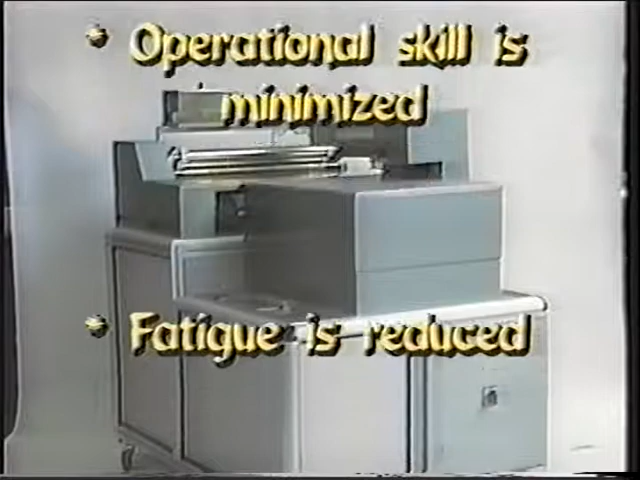 * Operational skill is
minimized
* Fatigue is reduced